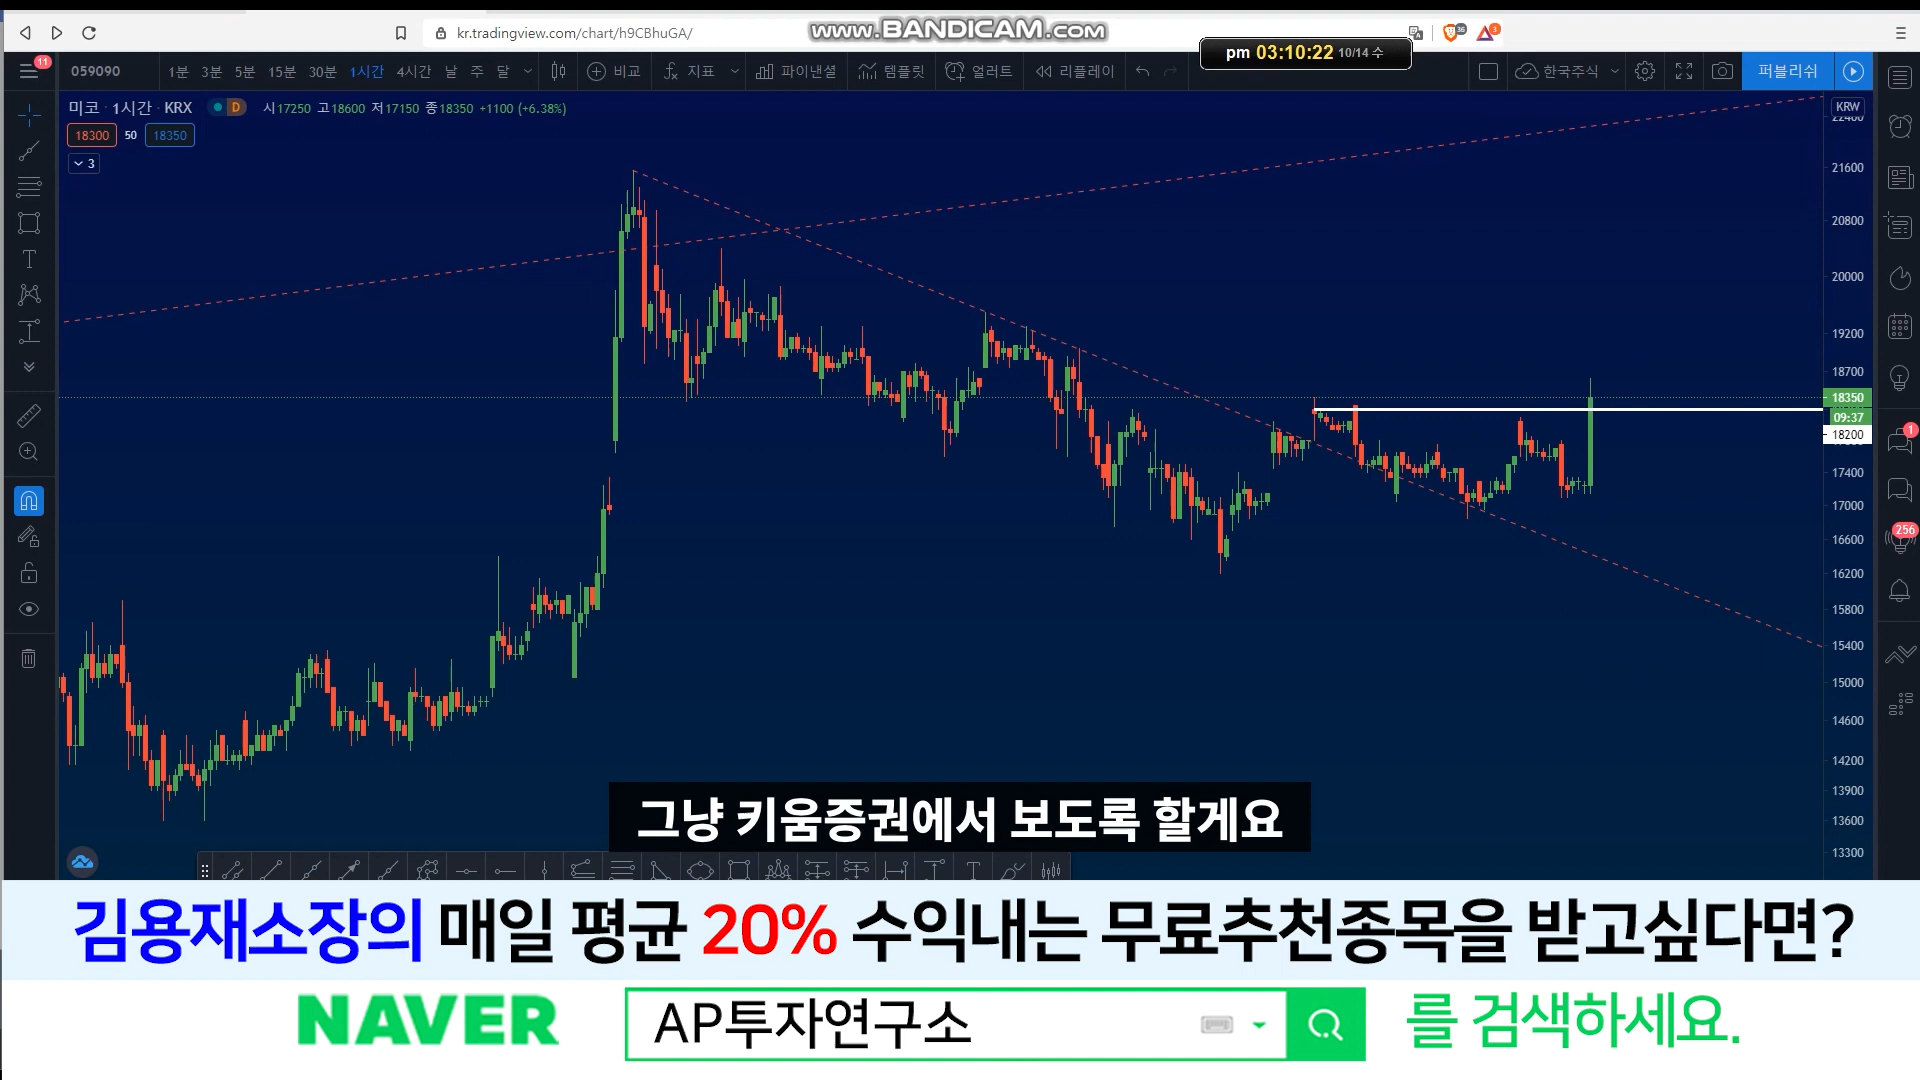 www.BANDICAM.com
kr.tradingview.com/chart/h9CBhuGA/
36
3
pm 03:10:22 10/14 수
11
059090 1분 3분 5분 15분 30분 1시간 4시간 날 주 달 비교 지표 파이낸셜 템플릿 얼러트 리플레이 한국주식 퍼블리쉬
미코 · 1시간 · KRX D 시17250 고18600 저17150 종18350 +1100 (+6.38%)
18300 50 18350
3
KRW
22400
21600
20800
20000
19200
18700
18350
09:37
18200
17400
17000
16600
16200
15800
15400
15000
14600
14200
13900
13600
13300
1
256
그냥 키움증권에서 보도록 할게요
김용재소장의 매일 평균 20% 수익내는 무료추천종목을 받고싶다면?
NAVER AP투자연구소 를 검색하세요.